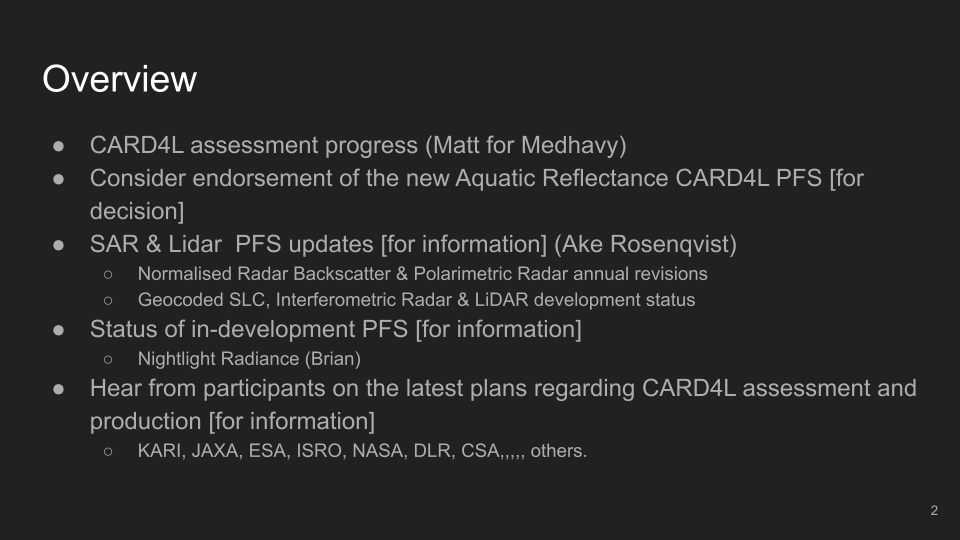 Overview
● CARD4L assessment progress (Matt for Medhavy)
● Consider endorsement of the new Aquatic Reflectance CARD4L PFS [for
decision]
● SAR & Lidar  PFS updates [for information] (Ake Rosenqvist)
○ Normalised Radar Backscatter & Polarimetric Radar annual revisions
○ Geocoded SLC, Interferometric Radar & LiDAR development status
● Status of in-development PFS [for information]
○ Nightlight Radiance (Brian)
● Hear from participants on the latest plans regarding CARD4L assessment and
production [for information]
○ KARI, JAXA, ESA, ISRO, NASA, DLR, CSA,,,,, others.
2